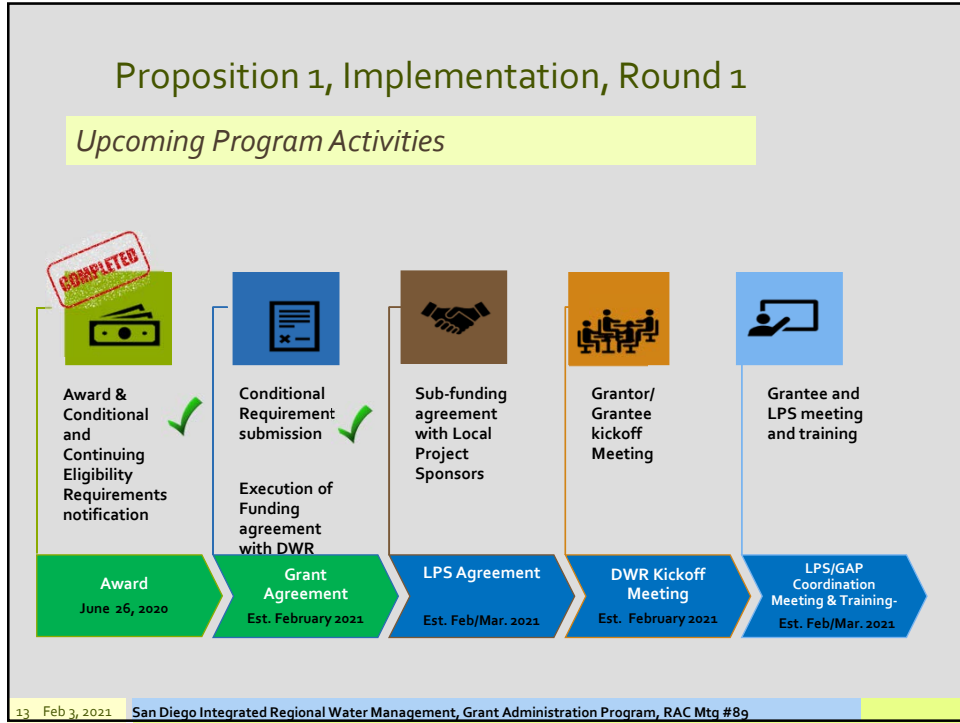 Proposition 1, Implementation, Round 1
Upcoming Program Activities
COMPLETED
Award &
Conditional
and
Continuing
Eligibility
Requirements
notification
Conditional
Requirement
submission
Execution of
Funding
agreement
with DWR
Sub-funding
agreement
with Local
Project
Sponsors
Grantor/
Grantee
kickoff
Meeting
Grantee and
LPS meeting
and training
Award
June 26, 2020
Grant
Agreement
Est. February 2021
LPS Agreement
Est. Feb/Mar. 2021
DWR Kickoff
Meeting
Est. February 2021
LPS/GAP
Coordination
Meeting & Training-
Est. Feb/Mar. 2021
13 Feb 3, 2021 San Diego Integrated Regional Water Management, Grant Administration Program, RAC Mtg #89